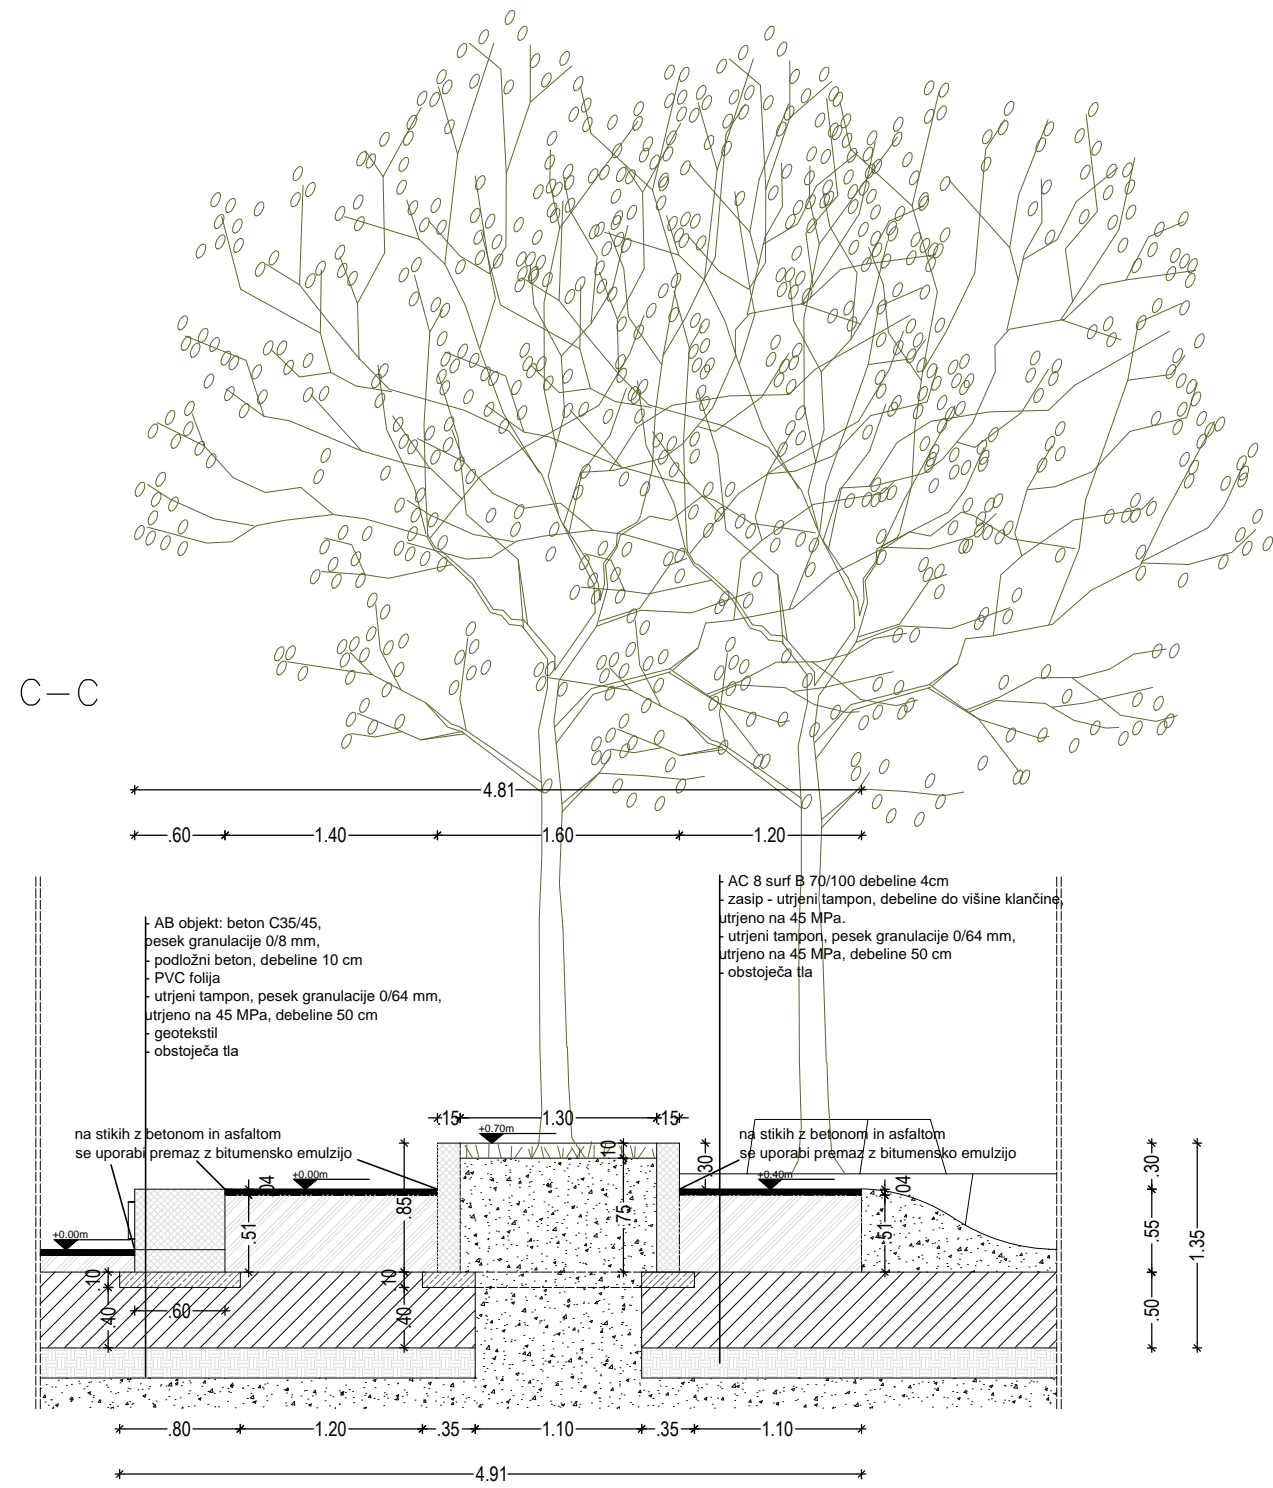 C-C
4.81
.60
1.40
1.60
1.20
- AC 8 surf B 70/100 debeline 4cm
- zasip - utrjeni tampon, debeline do višine klančine,
utrjeno na 45 MPa.
- utrjeni tampon, pesek granulacije 0/64 mm,
utrjeno na 45 MPa, debeline 50 cm
- obstoječa tla
- AB objekt: beton C35/45,
pesek granulacije 0/8 mm,
- podložni beton, debeline 10 cm
- PVC folija
- utrjeni tampon, pesek granulacije 0/64 mm,
utrjeno na 45 MPa, debeline 50 cm
- geotekstil
- obstoječa tla
.15
1.30
.15
na stikih z betonom in asfaltom
se uporabi premaz z bitumensko emulzijo
+0.70m
.10
na stikih z betonom in asfaltom
se uporabi premaz z bitumensko emulzijo
.30
.30
+0.00m
.04
+0.40m
.04
.85
.75
.51
.51
.55
1.35
+0.00m
.10
.10
.60
.40
.40
.50
.80
1.20
.35
1.10
.35
1.10
4.91